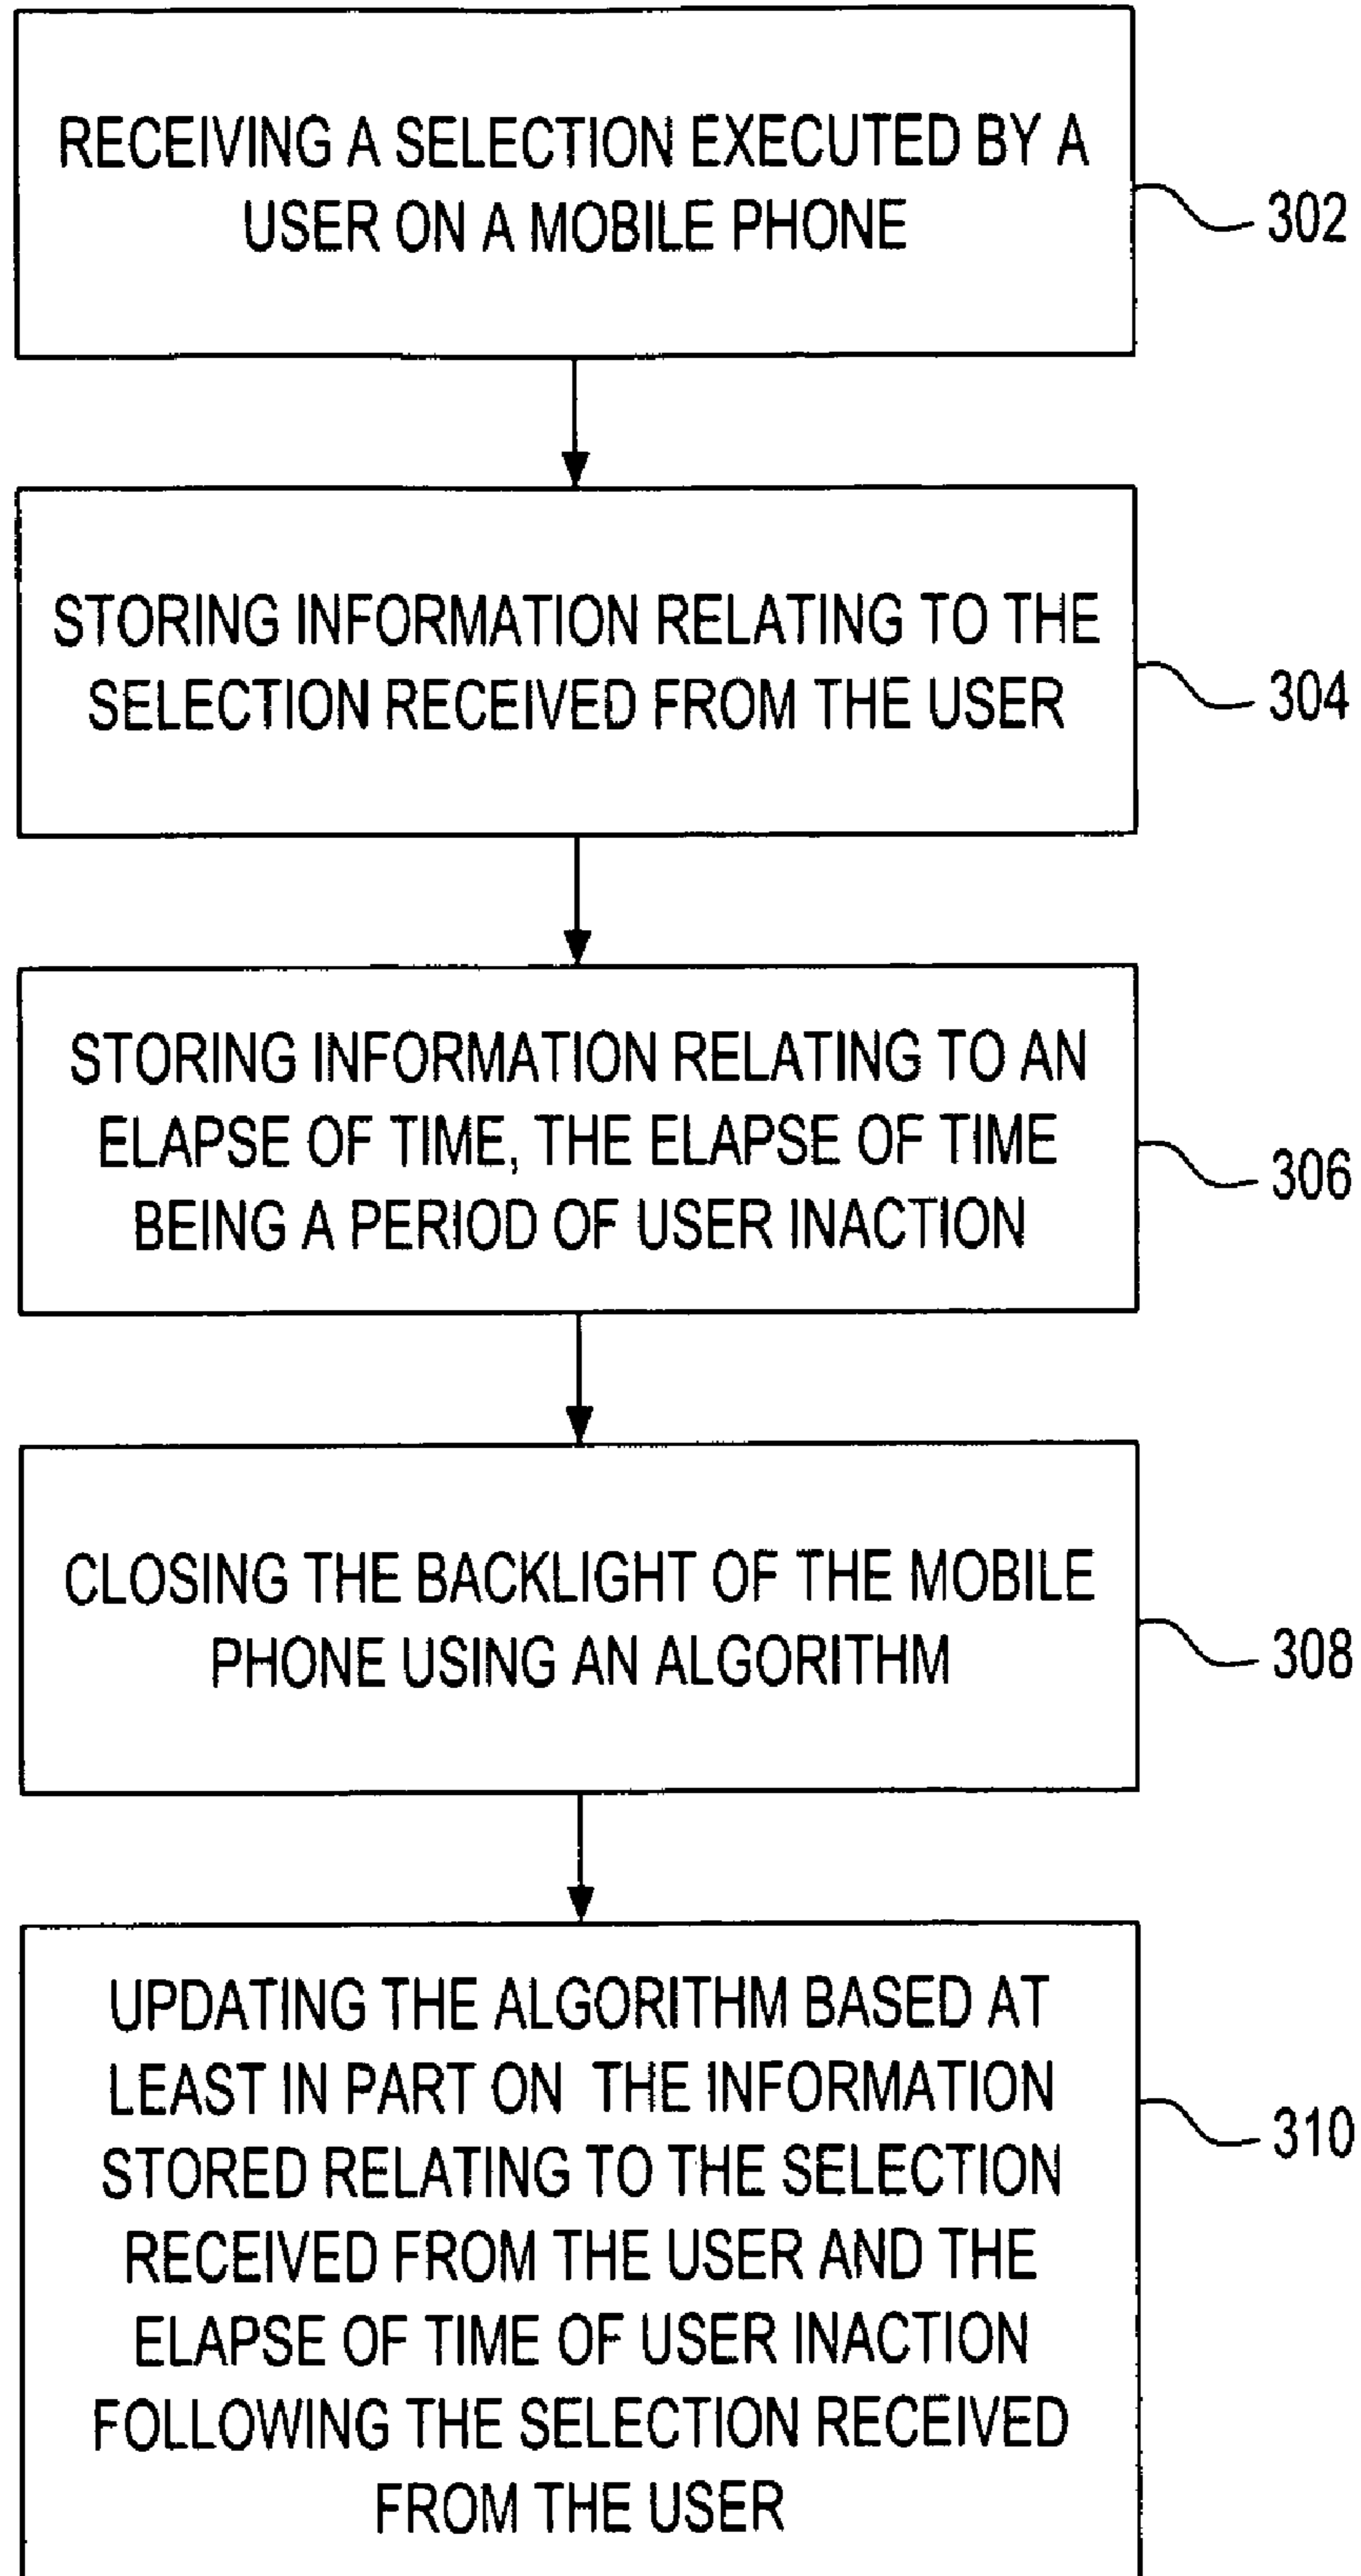 RECEIVING A SELECTION EXECUTED BY A
USER ON A MOBILE PHONE
302
STORING INFORMATION RELATING TO THE
SELECTION RECEIVED FROM THE USER
304
STORING INFORMATION RELATING TO AN
ELAPSE OF TIME, THE ELAPSE OF TIME
BEING A PERIOD OF USER INACTION
306
CLOSING THE BACKLIGHT OF THE MOBILE
PHONE USING AN ALGORITHM
308
UPDATING THE ALGORITHM BASED AT
LEAST IN PART ON THE INFORMATION
STORED RELATING TO THE SELECTION
RECEIVED FROM THE USER AND THE
ELAPSE OF TIME OF USER INACTION
FOLLOWING THE SELECTION RECEIVED
FROM THE USER
310